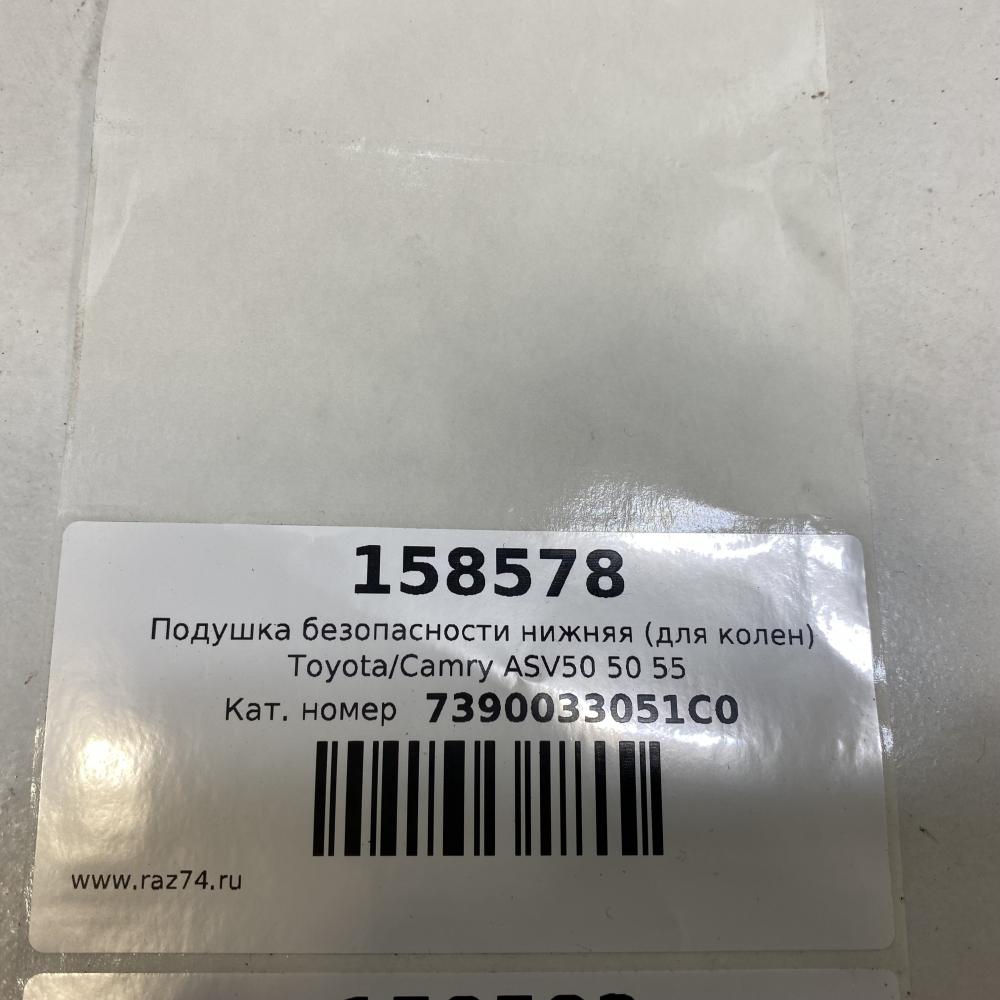 158578
Подушка безопасности нижняя (для колен)
Toyota/Camry ASV50 50 55
Кат. номер 7390033051C0
www.raz74.ru